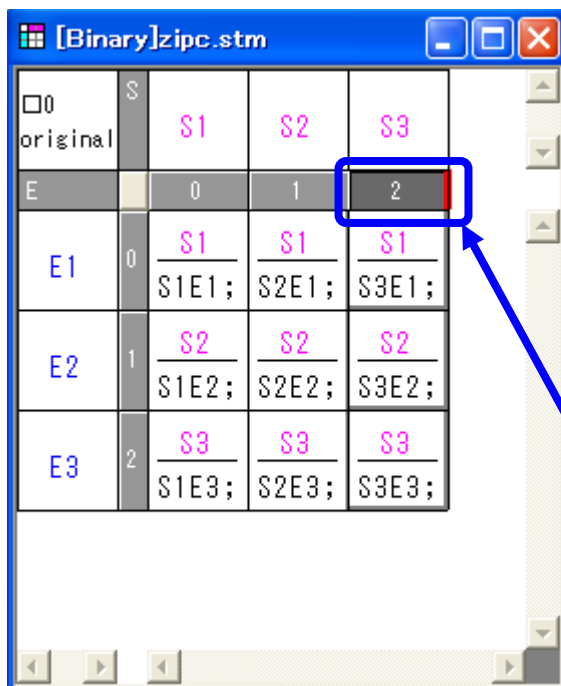 [Binary]zipc.stm
□0 S S1 S2 S3
original
E 0 1 2
E1 0 S1 S1 S1
S1E1; S2E1; S3E1;
E2 1 S2 S2 S2
S1E2; S2E2; S3E2;
E3 2 S3 S3 S3
S1E3; S2E3; S3E3;